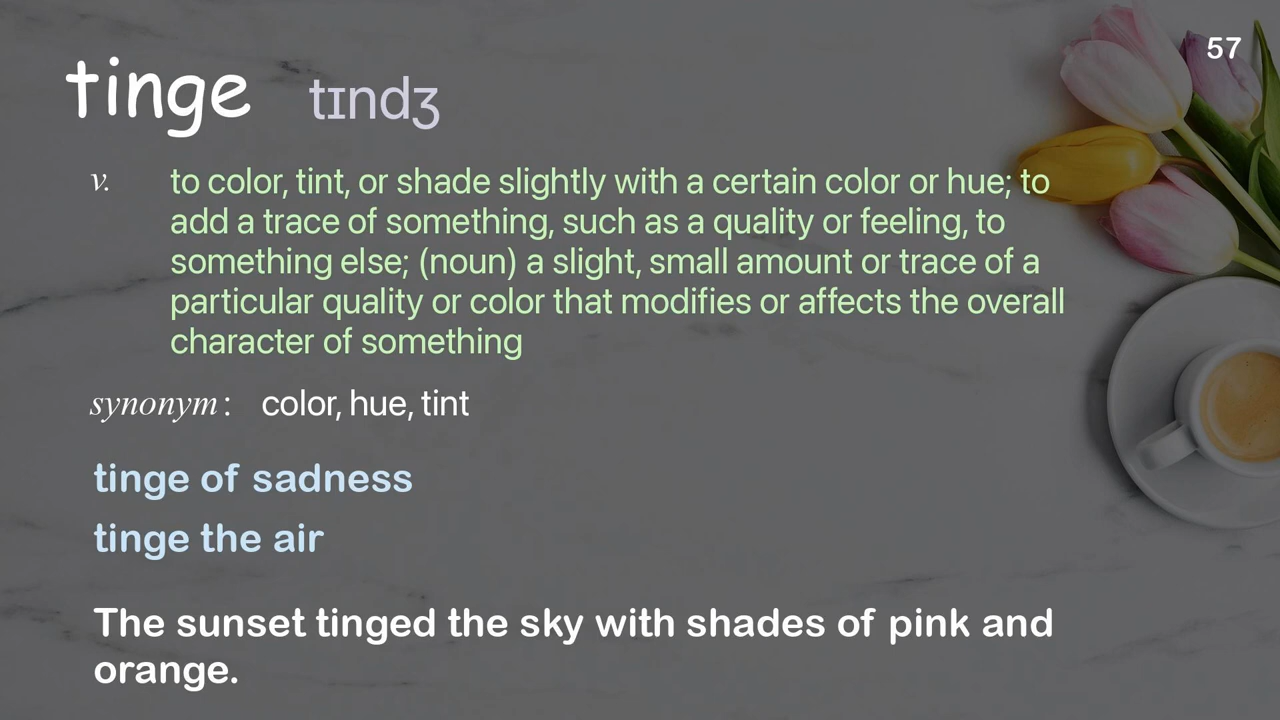 57
tinge tɪndʒ
v. to color, tint, or shade slightly with a certain color or hue; to
add a trace of something, such as a quality or feeling, to
something else; (noun) a slight, small amount or trace of a
particular quality or color that modifies or affects the overall
character of something
synonym: color, hue, tint
tinge of sadness
tinge the air
The sunset tinged the sky with shades of pink and
orange.